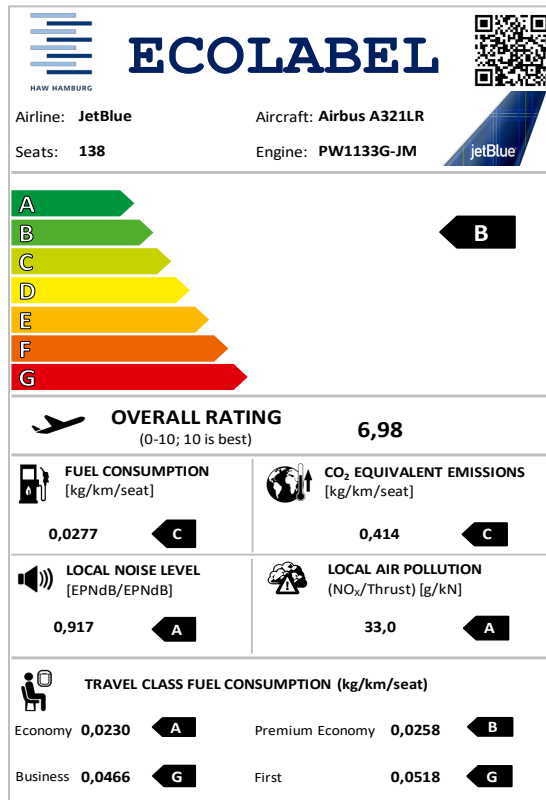 ECOLABEL
HAW HAMBURG
Airline: JetBlue Aircraft: Airbus A321LR
Seats: 138 Engine: PW1133G-JM
jetBlue
A
B B
C
D
E
F
G
OVERALL RATING
(0-10; 10 is best) 6,98
FUEL CONSUMPTION
[kg/km/seat]
0,0277 C
CO₂ EQUIVALENT EMISSIONS
[kg/km/seat]
0,414 C
LOCAL NOISE LEVEL
[EPNdB/EPNdB]
0,917 A
LOCAL AIR POLLUTION
(NOₓ/Thrust) [g/kN]
33,0 A
TRAVEL CLASS FUEL CONSUMPTION (kg/km/seat)
Economy 0,0230 A Premium Economy 0,0258 B
Business 0,0466 G First 0,0518 G